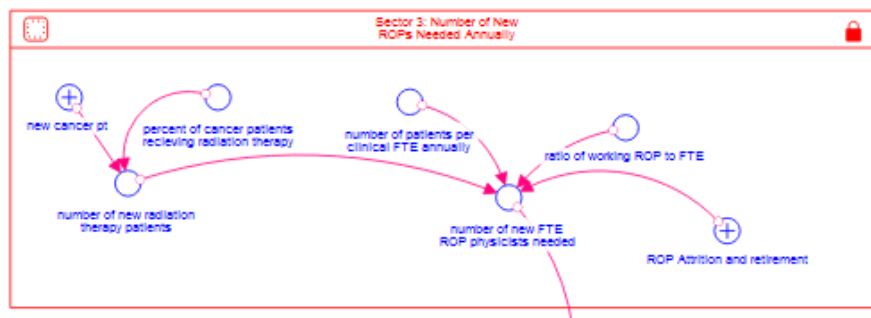 Sector 3: Number of New
ROPs Needed Annually
new cancer pt
percent of cancer patients
recieving radiation therapy
number of patients per
clinical FTE annually
ratio of working ROP to FTE
number of new radiation
therapy patients
number of new FTE
ROP physicists needed
ROP Attrition and retirement